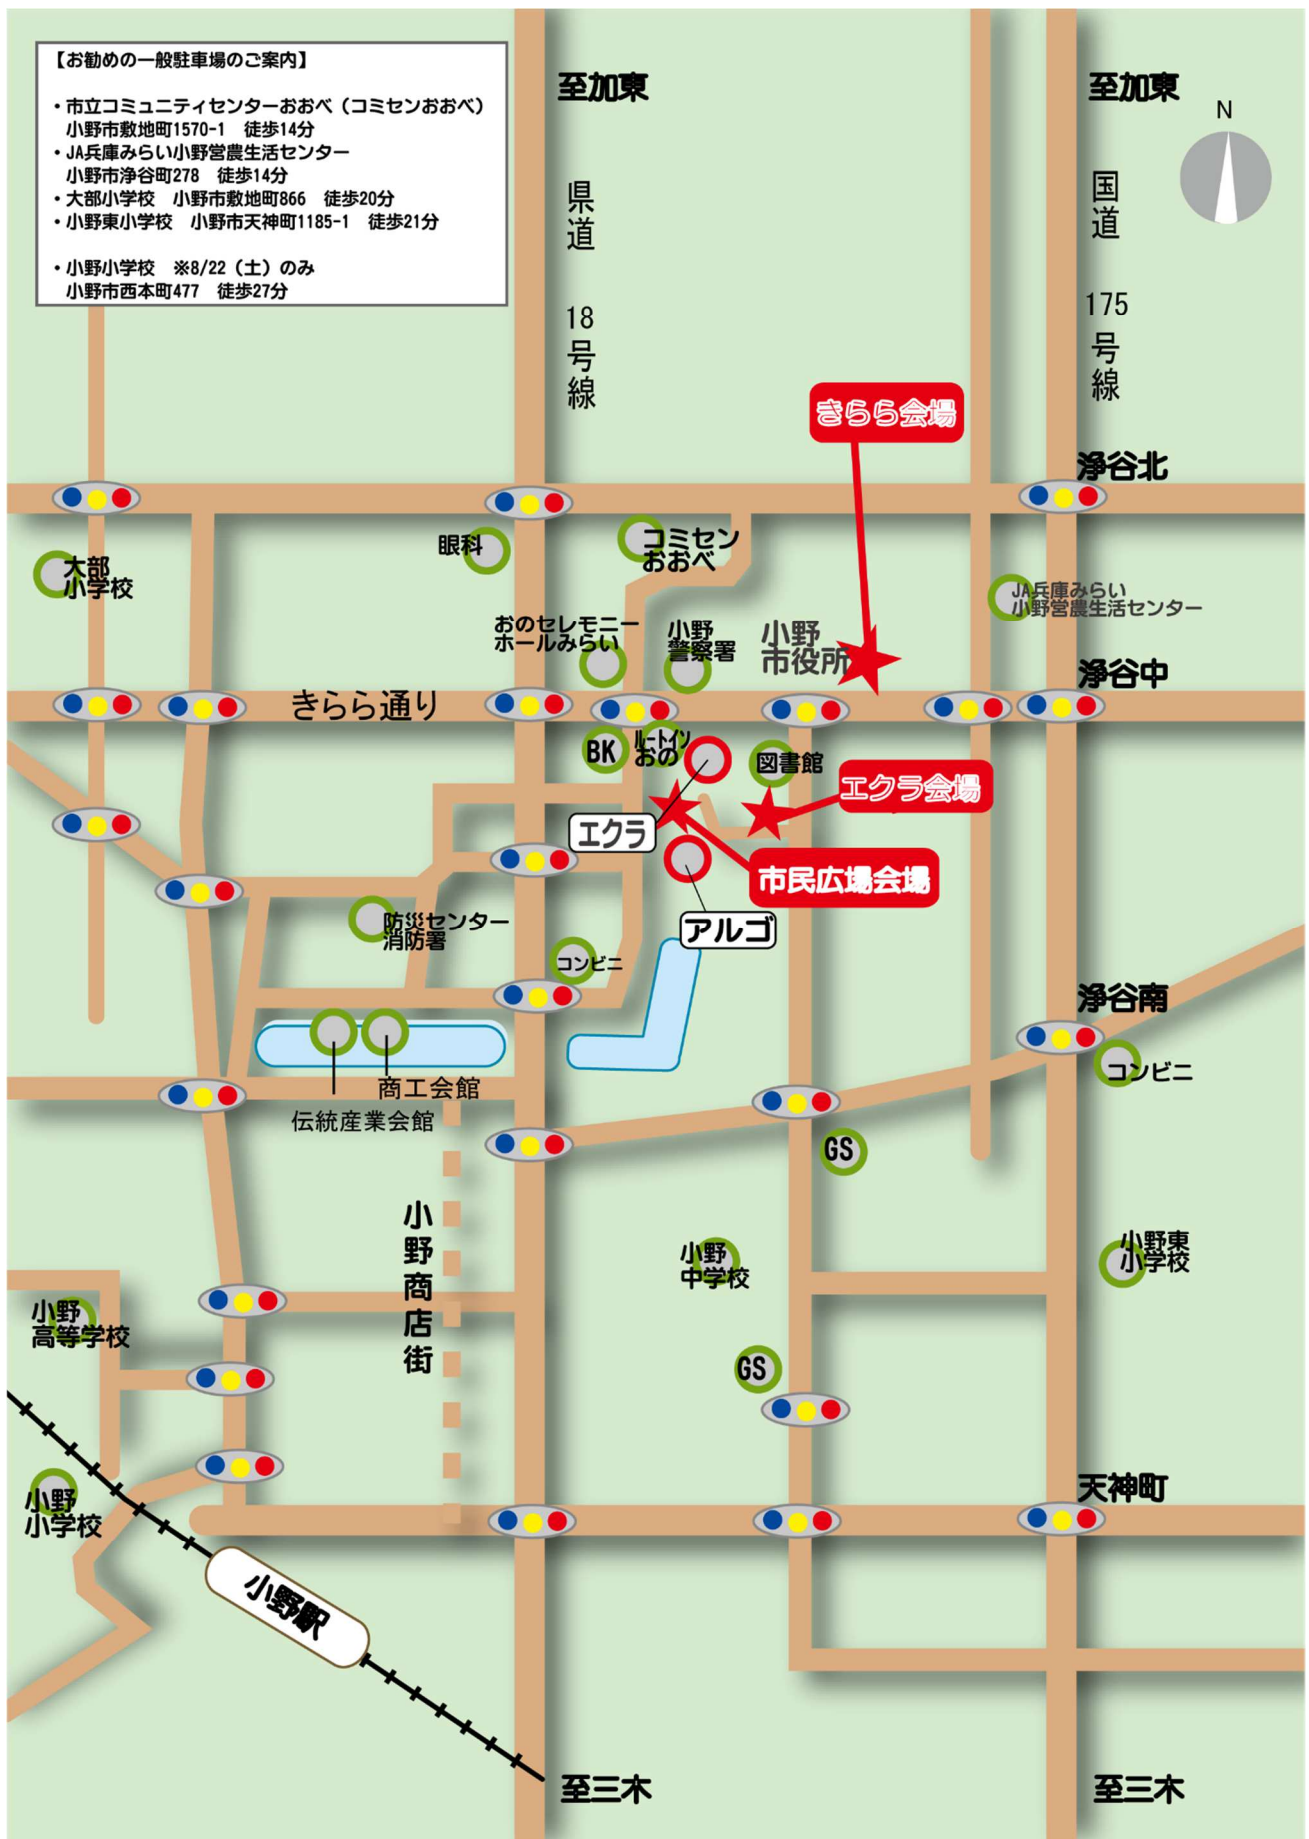 【お勧めの一般駐車場のご案内】
・市立コミュニティセンターおおべ（コミセンおおべ）
小野市敷地町1570-1　徒歩14分
・JA兵庫みらい小野営農生活センター
小野市浄谷町278　徒歩14分
・大部小学校　小野市敷地町866　徒歩20分
・小野東小学校　小野市天神町1185-1　徒歩21分
・小野小学校　※8/22（土）のみ
小野市西本町477　徒歩27分
至加東
県道
18
号線
至加東
国道
175
号線
N
きらら会場
浄谷北
眼科
コミセン
おおべ
大部
小学校
JA兵庫みらい
小野営農生活センター
おのセレモニー
ホールみらい
小野
警察署
小野
市役所
浄谷中
きらら通り
BK
ルートイン
おの
図書館
エクラ会場
エクラ
市民広場会場
アルゴ
防災センター
消防署
コンビニ
浄谷南
コンビニ
商工会館
伝統産業会館
GS
小野商店街
小野
中学校
小野東
小学校
小野
高等学校
GS
天神町
小野
小学校
小野駅
至三木
至三木